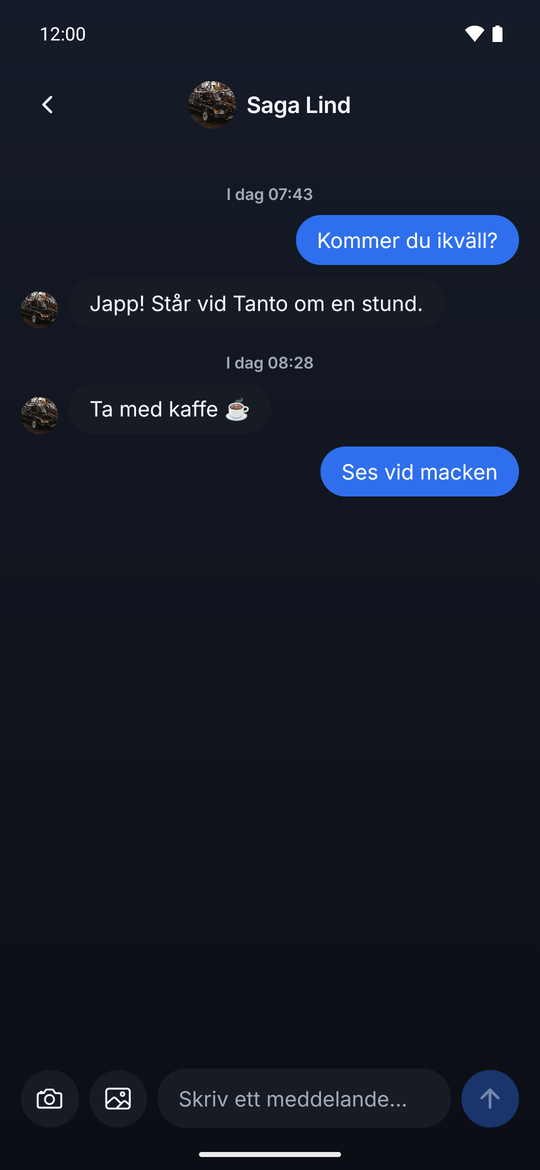 12:00
Saga Lind
I dag 07:43
Kommer du ikväll?
Japp! Står vid Tanto om en stund.
I dag 08:28
Ta med kaffe ☕
Ses vid macken
Skriv ett meddelande...